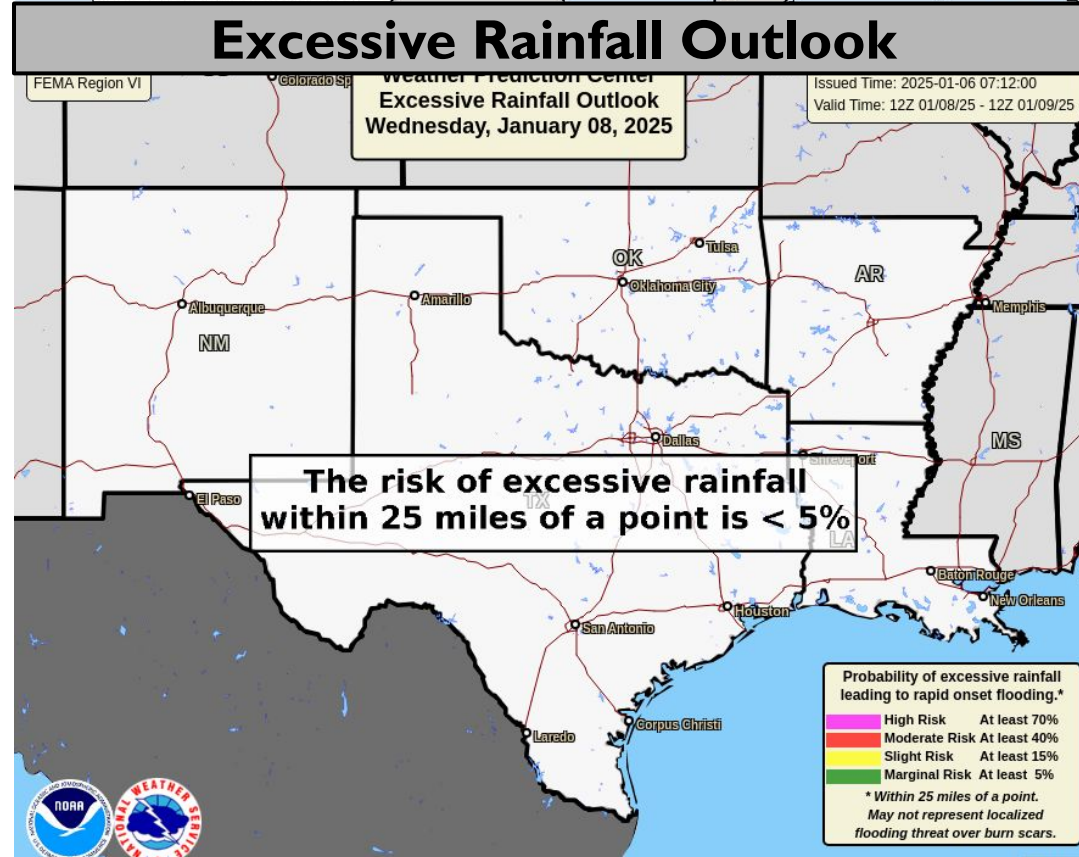 Excessive Rainfall Outlook
FEMA Region VI
Weather Prediction Center
Excessive Rainfall Outlook
Wednesday, January 08, 2025
Issued Time: 2025-01-06 07:12:00
Valid Time: 12Z 01/08/25 - 12Z 01/09/25
Colorado Sp
Tulsa
OK
Oklahoma City
AR
Albuquerque
Amarillo
Memphis
NM
Dallas
MS
Shreveport
The risk of excessive rainfall
within 25 miles of a point is < 5%
El Paso
TX
LA
Baton Rouge
New Orleans
Houston
San Antonio
Corpus Christi
Laredo
Probability of excessive rainfall
leading to rapid onset flooding.*
High Risk At least 70%
Moderate Risk At least 40%
Slight Risk At least 15%
Marginal Risk At least 5%
* Within 25 miles of a point.
May not represent localized
flooding threat over burn scars.
NOAA
NATIONAL WEATHER SERVICE